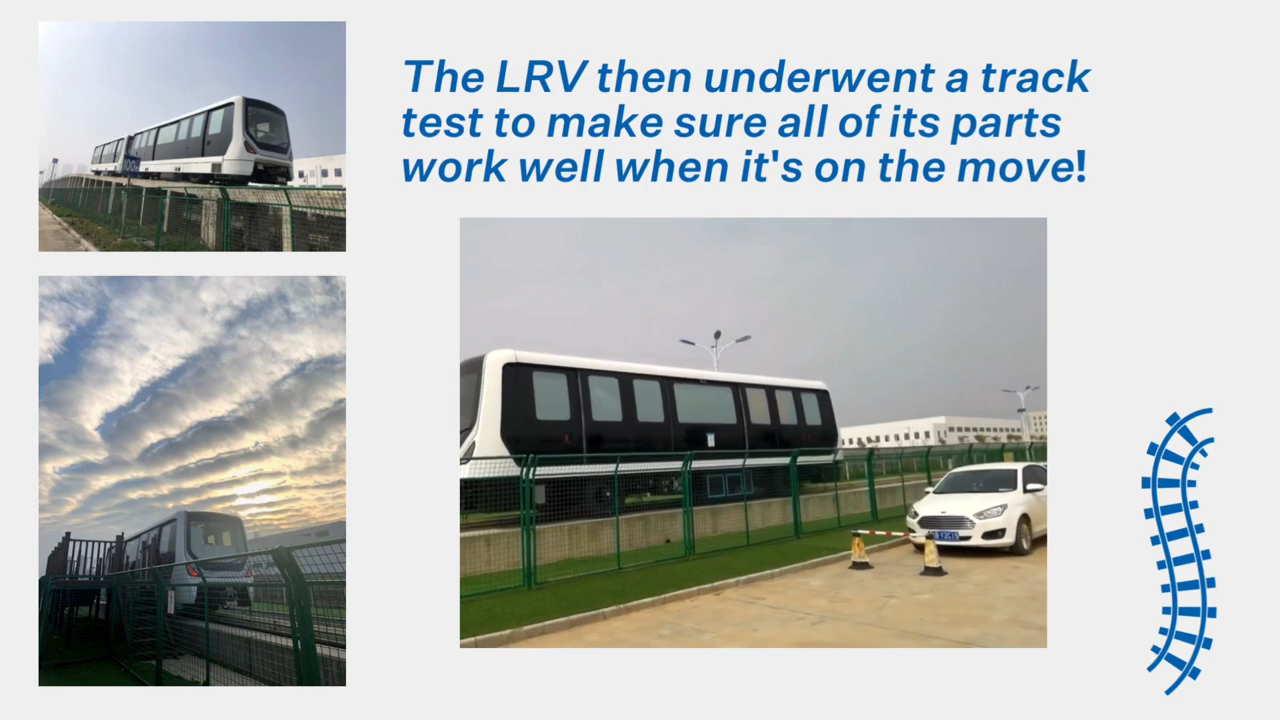 The LRV then underwent a track
test to make sure all of its parts
work well when it's on the move!